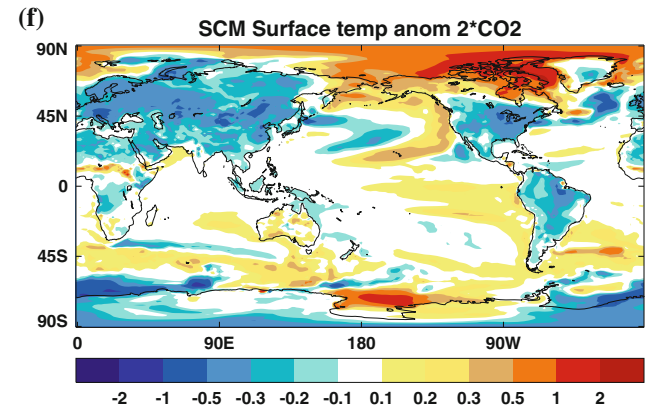 (f)
SCM Surface temp anom 2*CO2
90N
45N
0
45S
90S
0 90E 180 90W
-2 -1 -0.5 -0.3 -0.2 -0.1 0.1 0.2 0.3 0.5 1 2